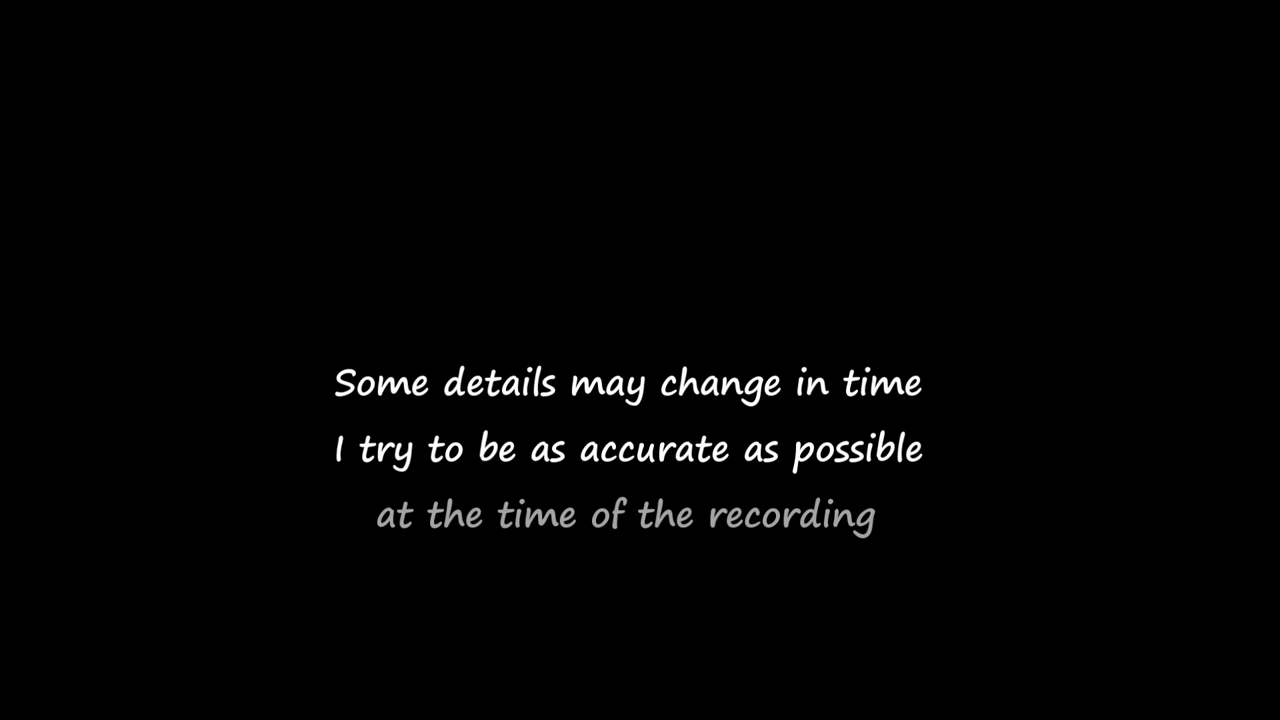 Some details may change in time
I try to be as accurate as possible
at the time of the recording